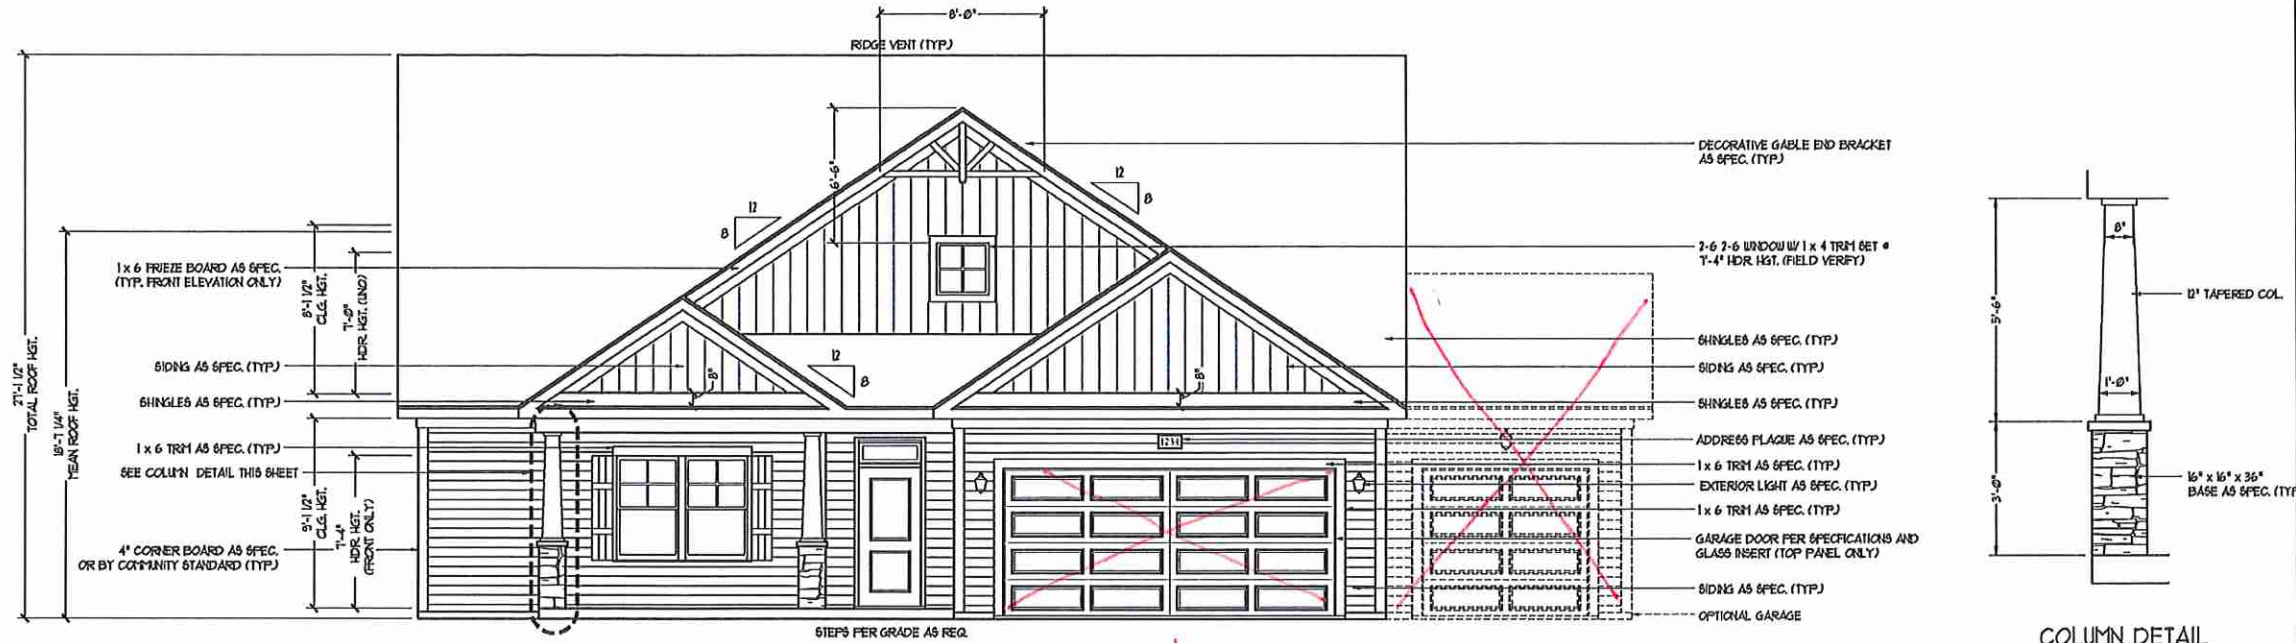 8'-0"
RIDGE VENT (TYP.)
DECORATIVE GABLE END BRACKET
AS SPEC. (TYP.)
6'-6"
12
8
12
8
2-6 2-6 WINDOW W/ 1 x 4 TRIM SET @
7'-4" HDR. HGT. (FIELD VERIFY)
1 x 6 FRIEZE BOARD AS SPEC.
(TYP. FRONT ELEVATION ONLY)
8'-1 1/2"
CLG. HGT.
7'-0"
HDR. HGT. (UNO)
27'-1 1/2"
TOTAL ROOF HGT.
18'-7 1/4"
MEAN ROOF HGT.
SHINGLES AS SPEC. (TYP.)
SIDING AS SPEC. (TYP.)
SIDING AS SPEC. (TYP.)
12
8
8"
8"
SHINGLES AS SPEC. (TYP.)
SHINGLES AS SPEC. (TYP.)
1 x 6 TRIM AS SPEC. (TYP.)
SEE COLUMN DETAIL THIS SHEET
9'-1 1/2"
CLG. HGT.
7'-4"
HDR. HGT.
(FRONT ONLY)
4" CORNER BOARD AS SPEC.
OR BY COMMUNITY STANDARD (TYP.)
1234
ADDRESS PLAQUE AS SPEC. (TYP.)
1 x 6 TRIM AS SPEC. (TYP.)
EXTERIOR LIGHT AS SPEC. (TYP.)
1 x 6 TRIM AS SPEC. (TYP.)
GARAGE DOOR PER SPECIFICATIONS AND
GLASS INSERT (TOP PANEL ONLY)
SIDING AS SPEC. (TYP.)
OPTIONAL GARAGE
STEPS PER GRADE AS REQ.
8"
5'-6"
12" TAPERED COL.
1'-0"
3'-0"
16" x 16" x 36"
BASE AS SPEC. (TYP
COLUMN DETAIL